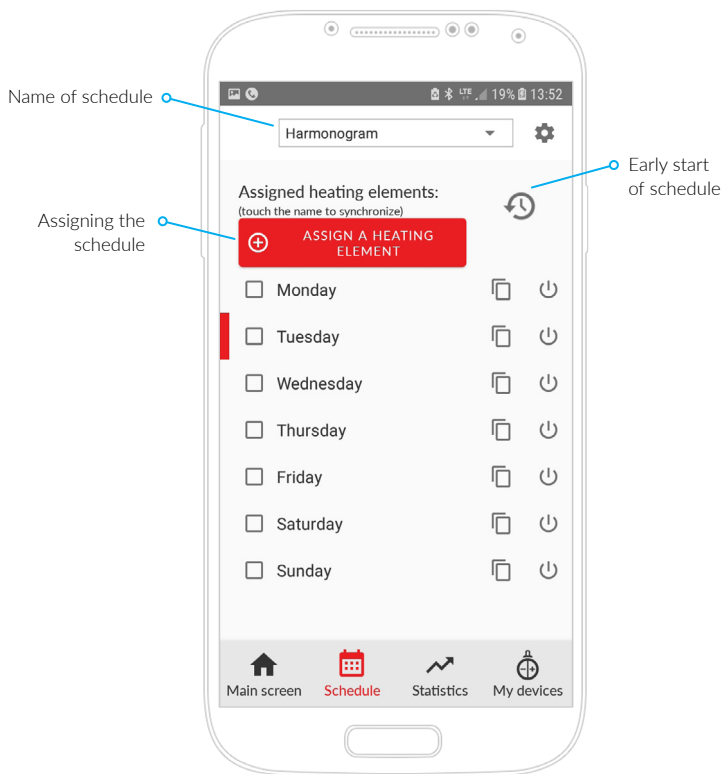 LTE 19% 13:52
Name of schedule
Harmonogram
Early start
of schedule
Assigned heating elements:
(touch the name to synchronize)
Assigning the
schedule
ASSIGN A HEATING
ELEMENT
Monday
Tuesday
Wednesday
Thursday
Friday
Saturday
Sunday
Main screen
Schedule
Statistics
My devices